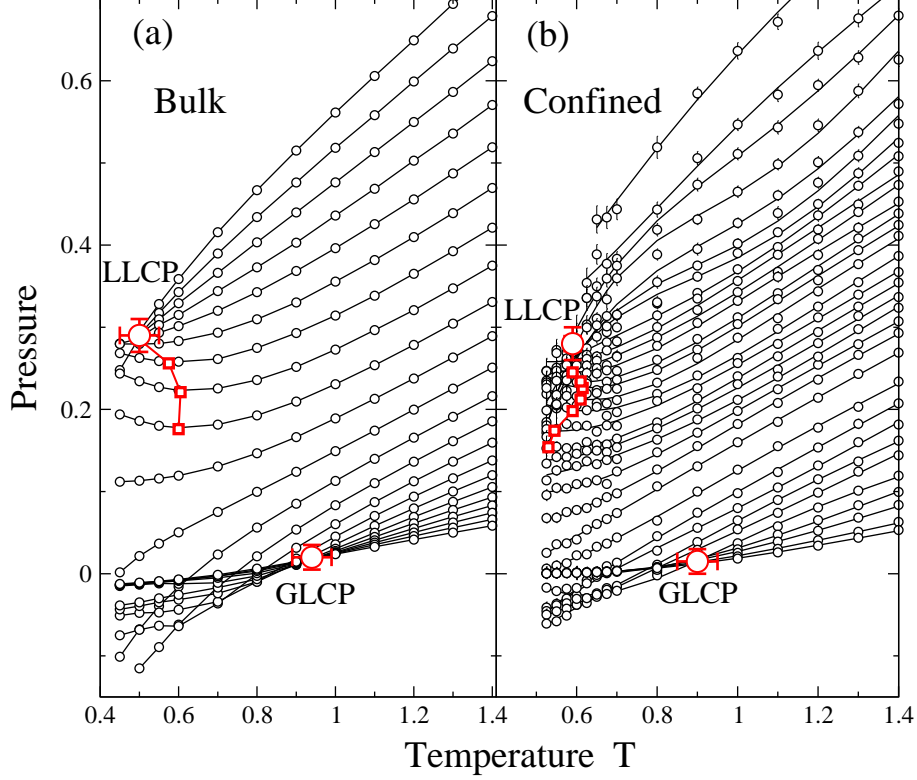 (a)
(b)
0.6
Bulk
Confined
0.4
LLCP
LLCP
Pressure
0.2
0
GLCP
GLCP
0.4
0.6
0.8
1
1.2
1.4
0.6
0.8
1
1.2
1.4
Temperature T